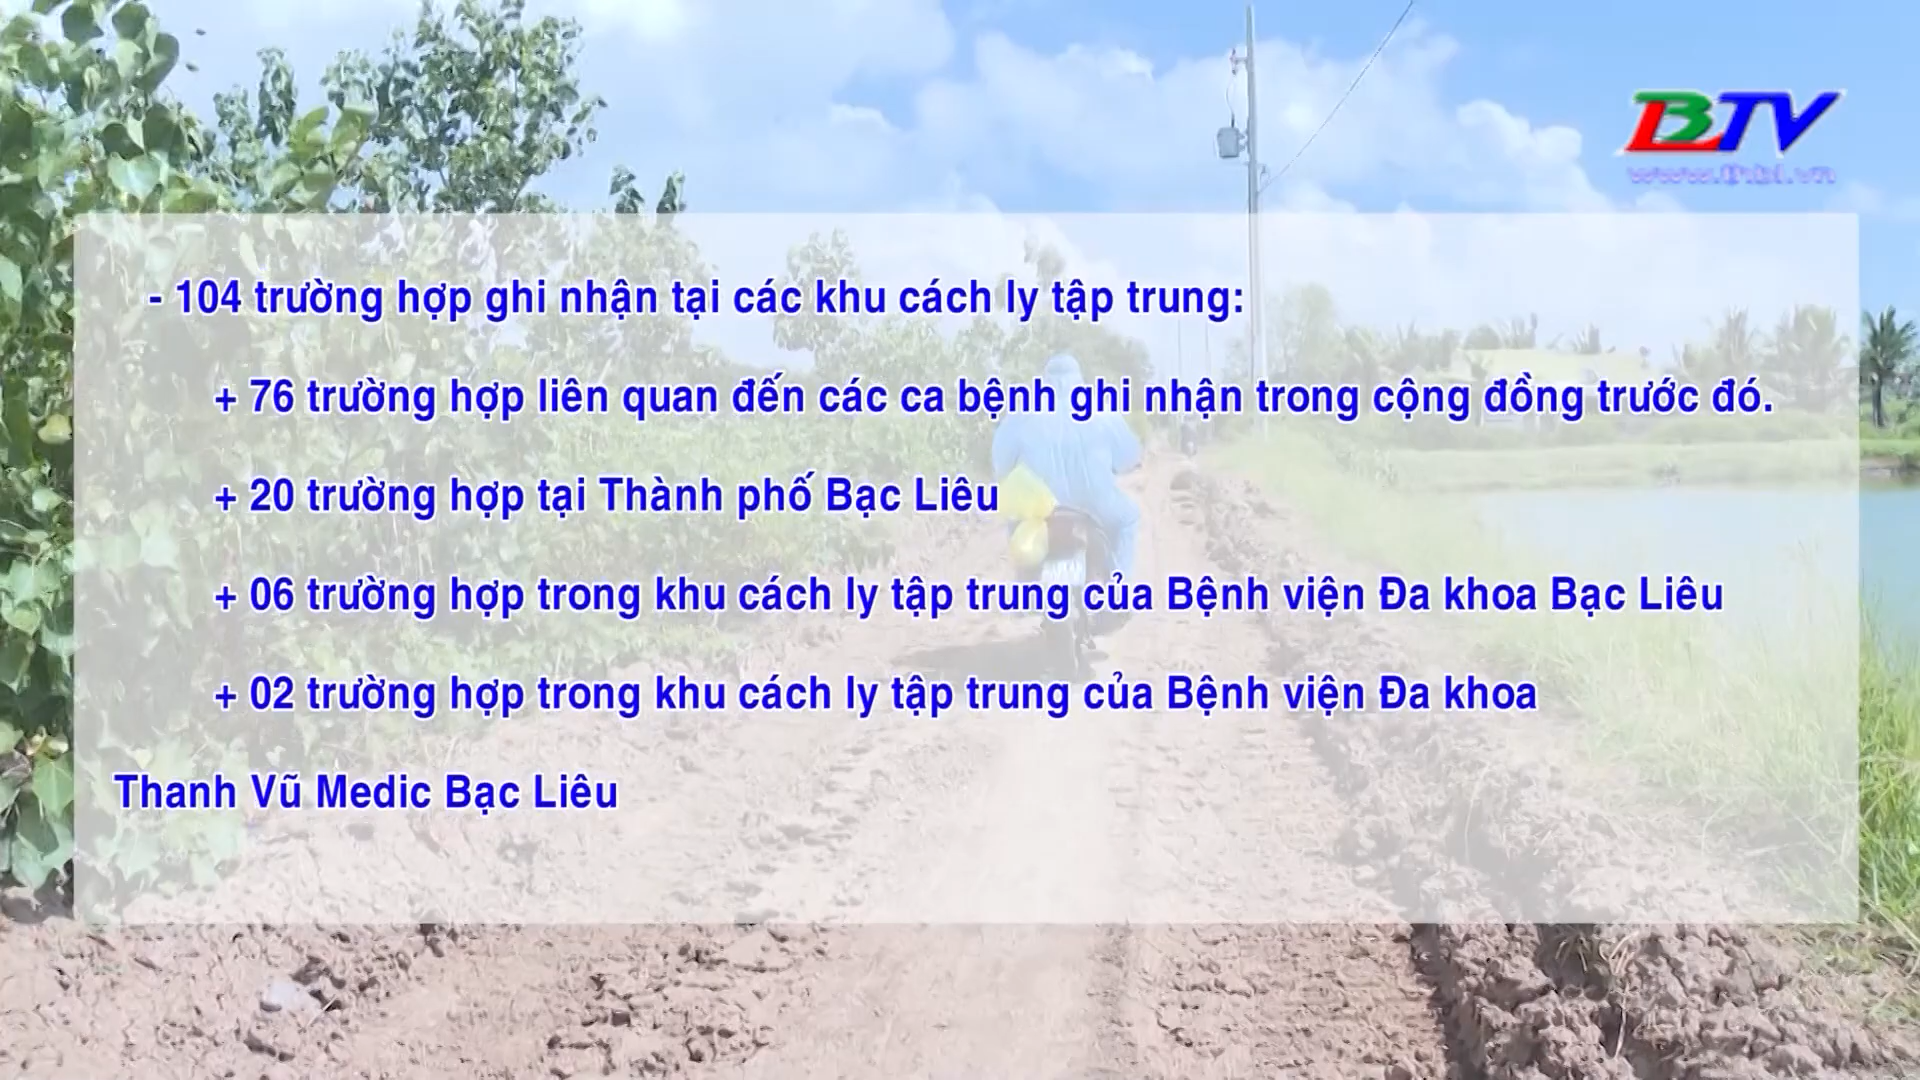 BTV
www.thbl.vn
- 104 trường hợp ghi nhận tại các khu cách ly tập trung:
+ 76 trường hợp liên quan đến các ca bệnh ghi nhận trong cộng đồng trước đó.
+ 20 trường hợp tại Thành phố Bạc Liêu
+ 06 trường hợp trong khu cách ly tập trung của Bệnh viện Đa khoa Bạc Liêu
+ 02 trường hợp trong khu cách ly tập trung của Bệnh viện Đa khoa
Thanh Vũ Medic Bạc Liêu